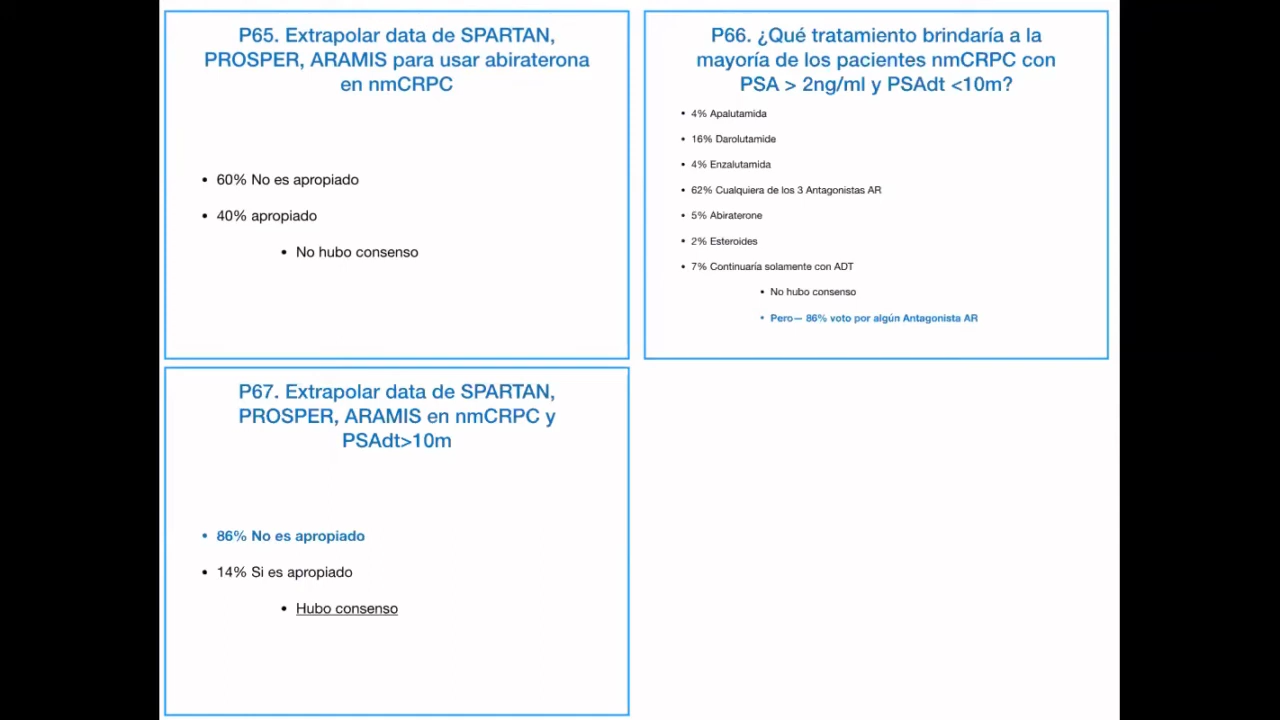 P65. Extrapolar data de SPARTAN,
PROSPER, ARAMIS para usar abiraterona
en nmCRPC
• 60% No es apropiado
• 40% apropiado
• No hubo consenso
P66. ¿Qué tratamiento brindaría a la
mayoría de los pacientes nmCRPC con
PSA > 2ng/ml y PSAdt <10m?
• 4% Apalutamida
• 16% Darolutamide
• 4% Enzalutamida
• 62% Cualquiera de los 3 Antagonistas AR
• 5% Abiraterone
• 2% Esteroides
• 7% Continuaría solamente con ADT
• No hubo consenso
• Pero— 86% voto por algún Antagonista AR
P67. Extrapolar data de SPARTAN,
PROSPER, ARAMIS en nmCRPC y
PSAdt>10m
• 86% No es apropiado
• 14% Si es apropiado
• Hubo consenso